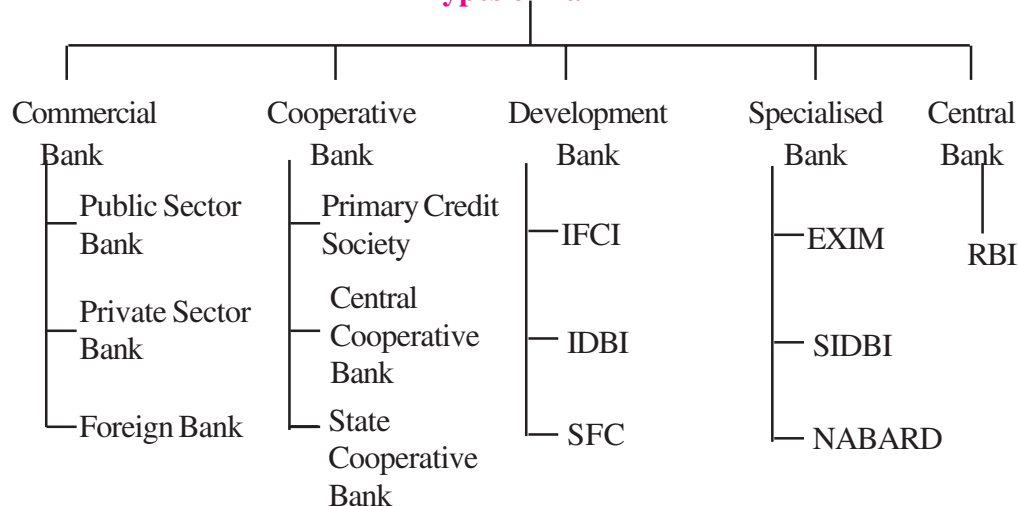 Commercial
Bank
Public Sector
Bank
Private Sector
Bank
Foreign Bank
Cooperative
Bank
Primary Credit
Society
Central
Cooperative
Bank
State
Cooperative
Bank
Development
Bank
IFCI
IDBI
SFC
Specialised
Bank
EXIM
SIDBI
NABARD
Central
Bank
RBI